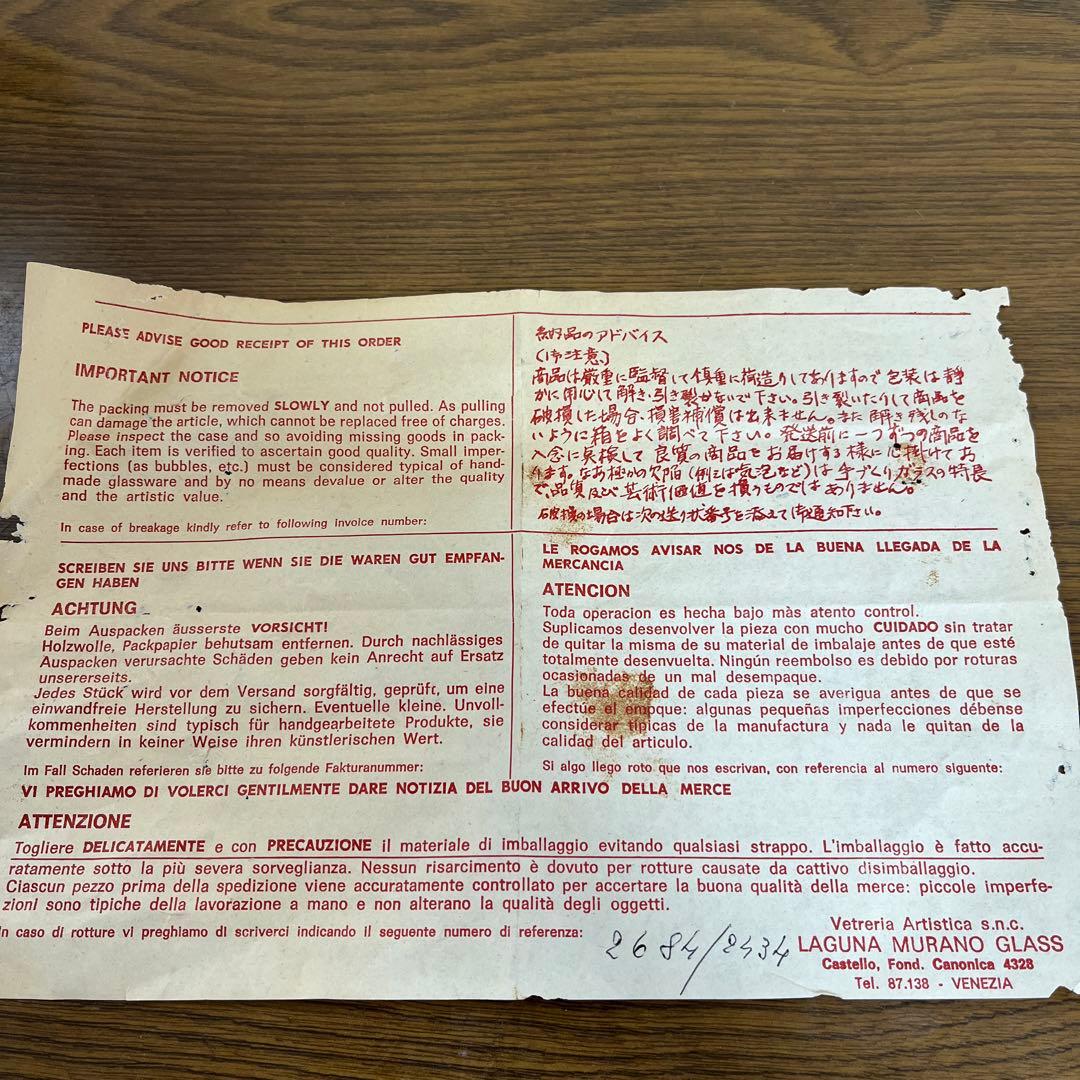 PLEASE ADVISE GOOD RECEIPT OF THIS ORDER
IMPORTANT NOTICE
The packing must be removed SLOWLY and not pulled. As pulling
can damage the article, which cannot be replaced free of charges.
Please inspect the case and so avoiding missing goods in pack-
ing. Each item is verified to ascertain good quality. Small imper-
fections (as bubbles, etc.) must be considered typical of hand-
made glassware and by no means devalue or alter the quality
and the artistic value.
In case of breakage kindly refer to following invoice number:
品のアドバイス
(御注意)
商品は厳重に監督して慎重に荷造りしてありますので包装は静
かに用心して解き引き裂かないで下さい。引き裂いたりして商品を
破損した場合、損害補償は出来ません。また解き残しのな
いように箱をよく調べて下さい。発送前に一つずつの商品を
入念に点検して良質の商品をお届けする様に心掛けてお
ります。なお極小の欠陥(例えば気泡など)は手づくりガラスの特長
で、品質及び芸術価値を損うものではありません。
破損の場合は次の送り状番号を添えて御通知下さい。
SCREIBEN SIE UNS BITTE WENN SIE DIE WAREN GUT EMPFAN-
GEN HABEN
ACHTUNG
Beim Auspacken äusserste VORSICHT!
Holzwolle, Packpapier behutsam entfernen. Durch nachlässiges
Auspacken verursachte Schäden geben kein Anrecht auf Ersatz
unsererseits.
Jedes Stück wird vor dem Versand sorgfältig, geprüft, um eine
einwandfreie Herstellung zu sichern. Eventuelle kleine. Unvoll-
kommenheiten sind typisch für handgearbeitete Produkte, sie
vermindern in keiner Weise ihren künstlerischen Wert.
Im Fall Schaden referieren sie bitte zu folgende Fakturanummer:
LE ROGAMOS AVISAR NOS DE LA BUENA LLEGADA DE LA
MERCANCIA
ATENCION
Toda operacion es hecha bajo màs atento control.
Suplicamos desenvolver la pieza con mucho CUIDADO sin tratar
de quitar la misma de su material de imbalaje antes de que esté
totalmente desenvuelta. Ningún reembolso es debido por roturas
ocasionadas de un mal desempaque.
La buena calidad de cada pieza se averigua antes de que se
efectue el enpoque: algunas pequeñas imperfecciones débense
considerar tipicas de la manufactura y nada le quitan de la
calidad del articulo.
Si algo llego roto que nos escrivan, con referencia al numero siguente:
VI PREGHIAMO DI VOLERCI GENTILMENTE DARE NOTIZIA DEL BUON ARRIVO DELLA MERCE
ATTENZIONE
Togliere DELICATAMENTE e con PRECAUZIONE il materiale di imballaggio evitando qualsiasi strappo. L'imballaggio è fatto accu-
ratamente sotto la più severa sorveglianza. Nessun risarcimento è dovuto per rotture causate da cattivo disimballaggio.
Ciascun pezzo prima della spedizione viene accuratamente controllato per accertare la buona qualità della merce: piccole imperfe-
zioni sono tipiche della lavorazione a mano e non alterano la qualità degli oggetti.
In caso di rotture vi preghiamo di scriverci indicando il seguente numero di referenza:
2684/2434
Vetreria Artistica s.n.c.
LAGUNA MURANO GLASS
Castello, Fond. Canonica 4328
Tel. 87.138 - VENEZIA